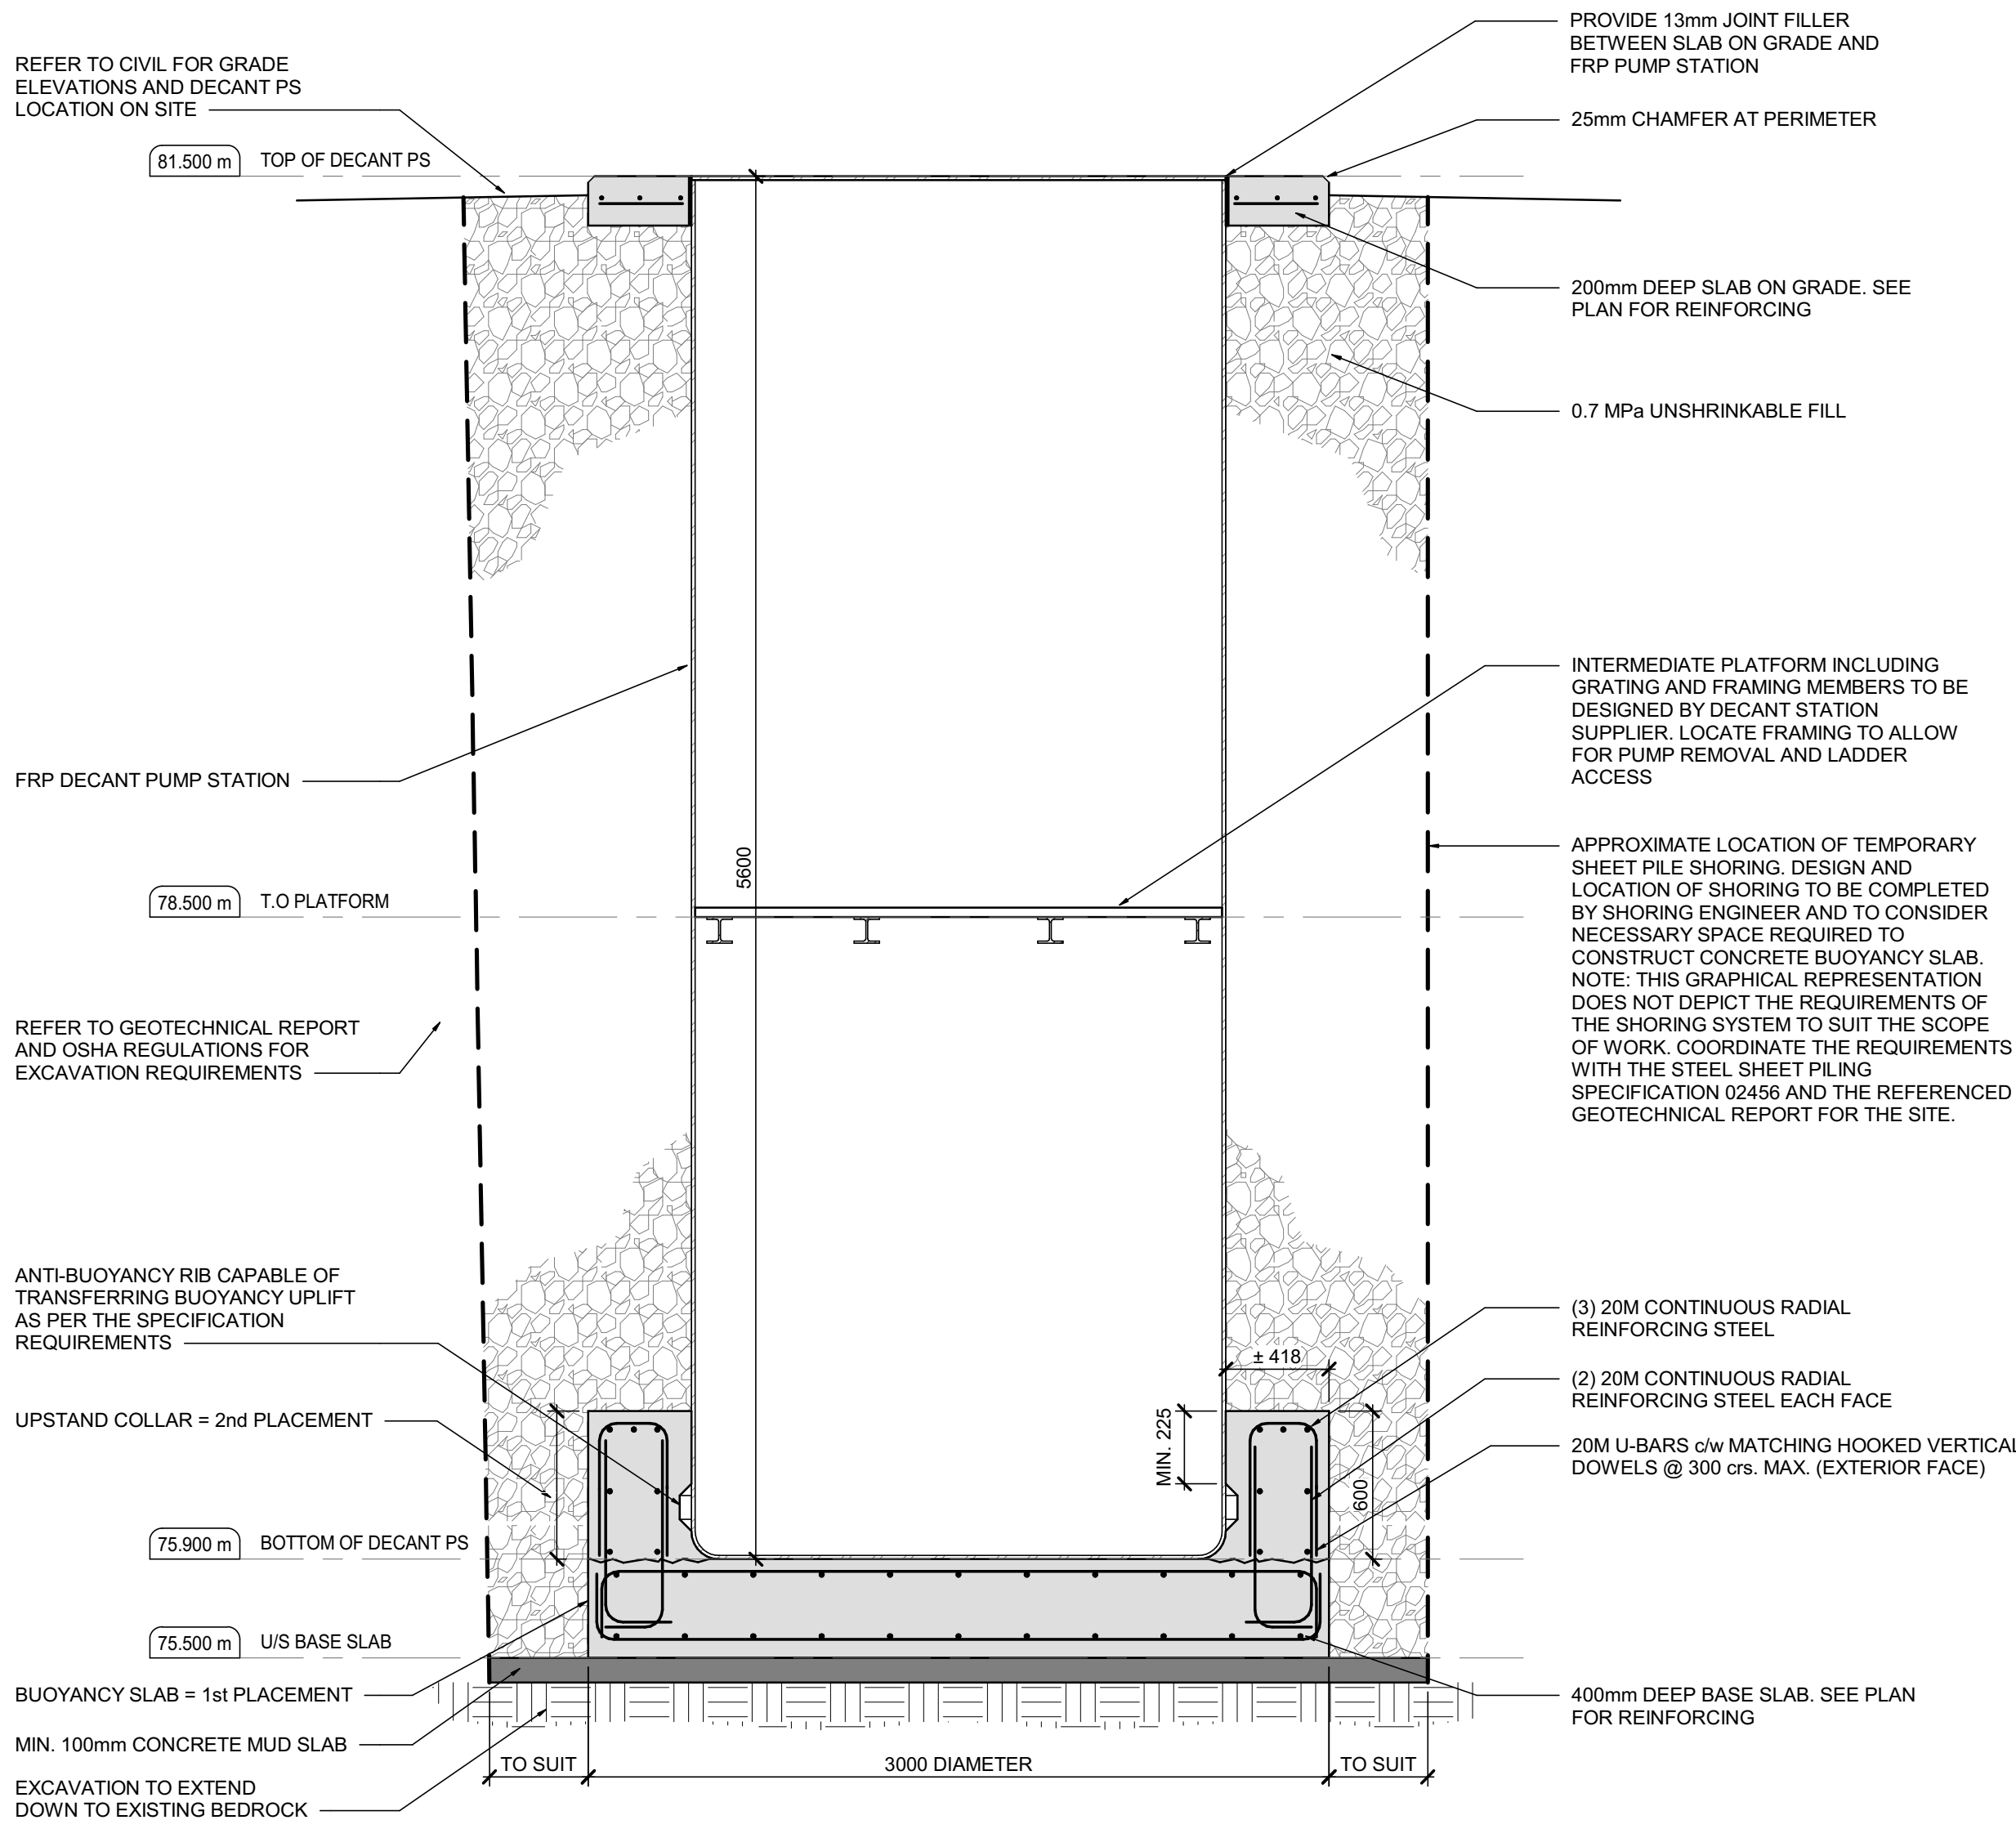 REFER TO CIVIL FOR GRADE
ELEVATIONS AND DECANT PS
LOCATION ON SITE
81.500 m TOP OF DECANT PS
FRP DECANT PUMP STATION
78.500 m T.O PLATFORM
REFER TO GEOTECHNICAL REPORT
AND OSHA REGULATIONS FOR
EXCAVATION REQUIREMENTS
ANTI-BUOYANCY RIB CAPABLE OF
TRANSFERRING BUOYANCY UPLIFT
AS PER THE SPECIFICATION
REQUIREMENTS
UPSTAND COLLAR = 2nd PLACEMENT
75.900 m BOTTOM OF DECANT PS
75.500 m U/S BASE SLAB
BUOYANCY SLAB = 1st PLACEMENT
MIN. 100mm CONCRETE MUD SLAB
EXCAVATION TO EXTEND
DOWN TO EXISTING BEDROCK
5600
± 418
MIN. 225
600
TO SUIT
3000 DIAMETER
TO SUIT
PROVIDE 13mm JOINT FILLER
BETWEEN SLAB ON GRADE AND
FRP PUMP STATION
25mm CHAMFER AT PERIMETER
200mm DEEP SLAB ON GRADE. SEE
PLAN FOR REINFORCING
0.7 MPa UNSHRINKABLE FILL
INTERMEDIATE PLATFORM INCLUDING
GRATING AND FRAMING MEMBERS TO BE
DESIGNED BY DECANT STATION
SUPPLIER. LOCATE FRAMING TO ALLOW
FOR PUMP REMOVAL AND LADDER
ACCESS
APPROXIMATE LOCATION OF TEMPORARY
SHEET PILE SHORING. DESIGN AND
LOCATION OF SHORING TO BE COMPLETED
BY SHORING ENGINEER AND TO CONSIDER
NECESSARY SPACE REQUIRED TO
CONSTRUCT CONCRETE BUOYANCY SLAB.
NOTE: THIS GRAPHICAL REPRESENTATION
DOES NOT DEPICT THE REQUIREMENTS OF
THE SHORING SYSTEM TO SUIT THE SCOPE
OF WORK. COORDINATE THE REQUIREMENTS
WITH THE STEEL SHEET PILING
SPECIFICATION 02456 AND THE REFERENCED
GEOTECHNICAL REPORT FOR THE SITE.
(3) 20M CONTINUOUS RADIAL
REINFORCING STEEL
(2) 20M CONTINUOUS RADIAL
REINFORCING STEEL EACH FACE
20M U-BARS c/w MATCHING HOOKED VERTICAL
DOWELS @ 300 crs. MAX. (EXTERIOR FACE)
400mm DEEP BASE SLAB. SEE PLAN
FOR REINFORCING